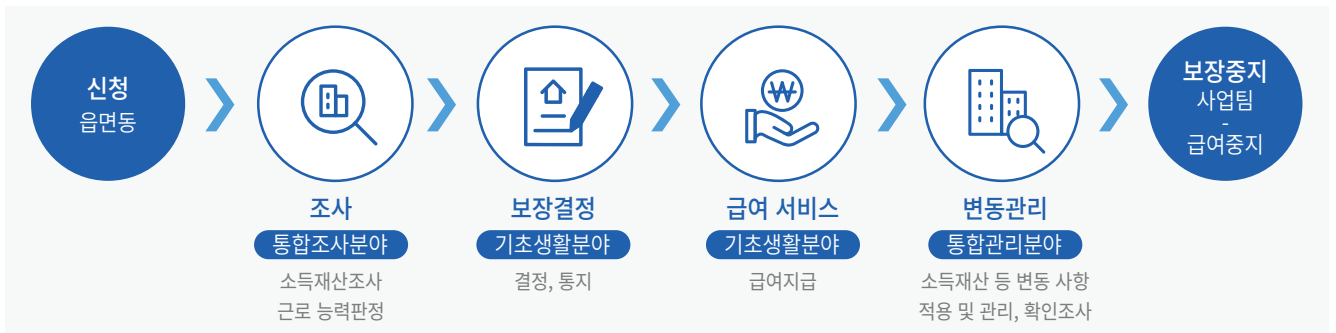 신청
읍면동
조사
통합조사분야
소득재산조사
근로 능력판정
보장결정
기초생활분야
결정, 통지
급여 서비스
기초생활분야
급여지급
변동관리
통합관리분야
소득재산 등 변동 사항
적용 및 관리, 확인조사
보장중지
사업팀
-
급여중지